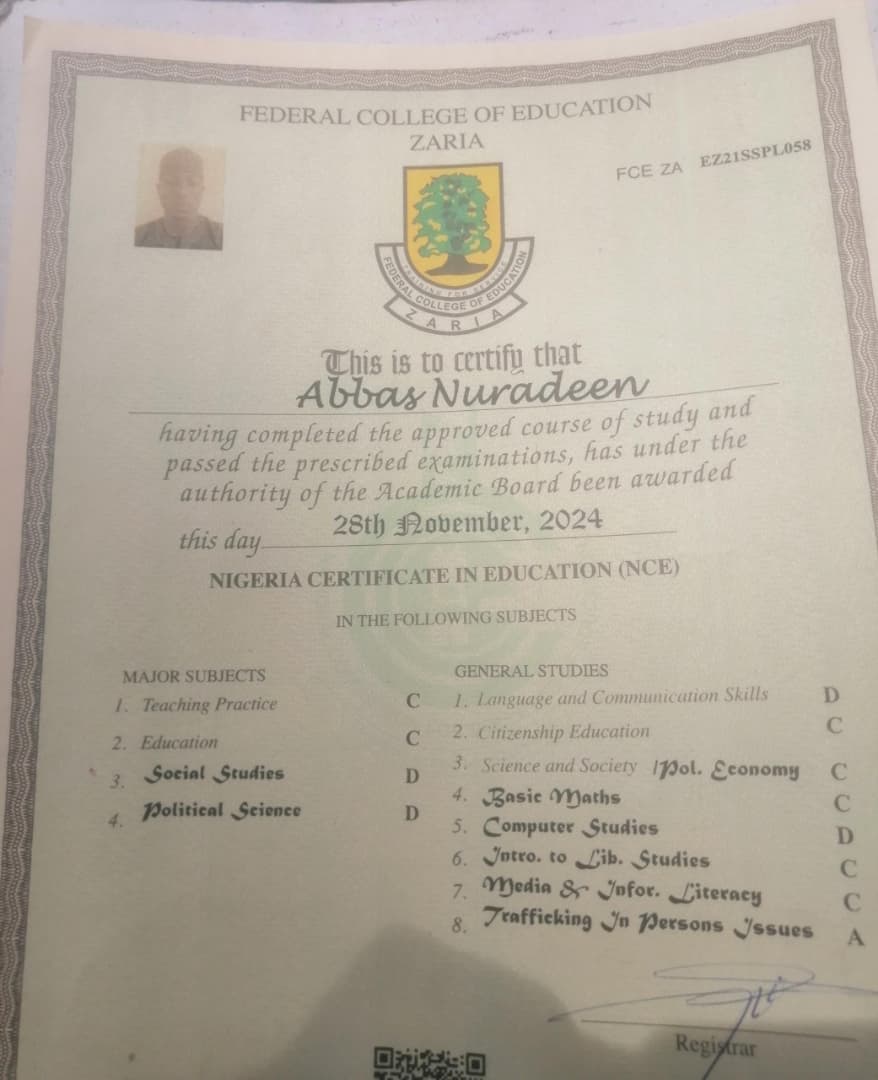 FEDERAL COLLEGE OF EDUCATION
ZARIA
FCE ZA EZ21SSPL058
TRAINING FOR SERVICE
FEDERAL COLLEGE OF EDUCATION
ZARIA
This is to certify that
Abbas Nuradeen
having completed the approved course of study and
passed the prescribed examinations, has under the
authority of the Academic Board been awarded
this day 28th November, 2024
NIGERIA CERTIFICATE IN EDUCATION (NCE)
IN THE FOLLOWING SUBJECTS
MAJOR SUBJECTS
1. Teaching Practice C
2. Education C
3. Social Studies D
4. Political Science D
GENERAL STUDIES
1. Language and Communication Skills D
2. Citizenship Education C
3. Science and Society /Pol. Economy C
4. Basic Maths C
5. Computer Studies D
6. Intro. to Lib. Studies C
7. Media & Infor. Literacy C
8. Trafficking In Persons Issues A
Registrar